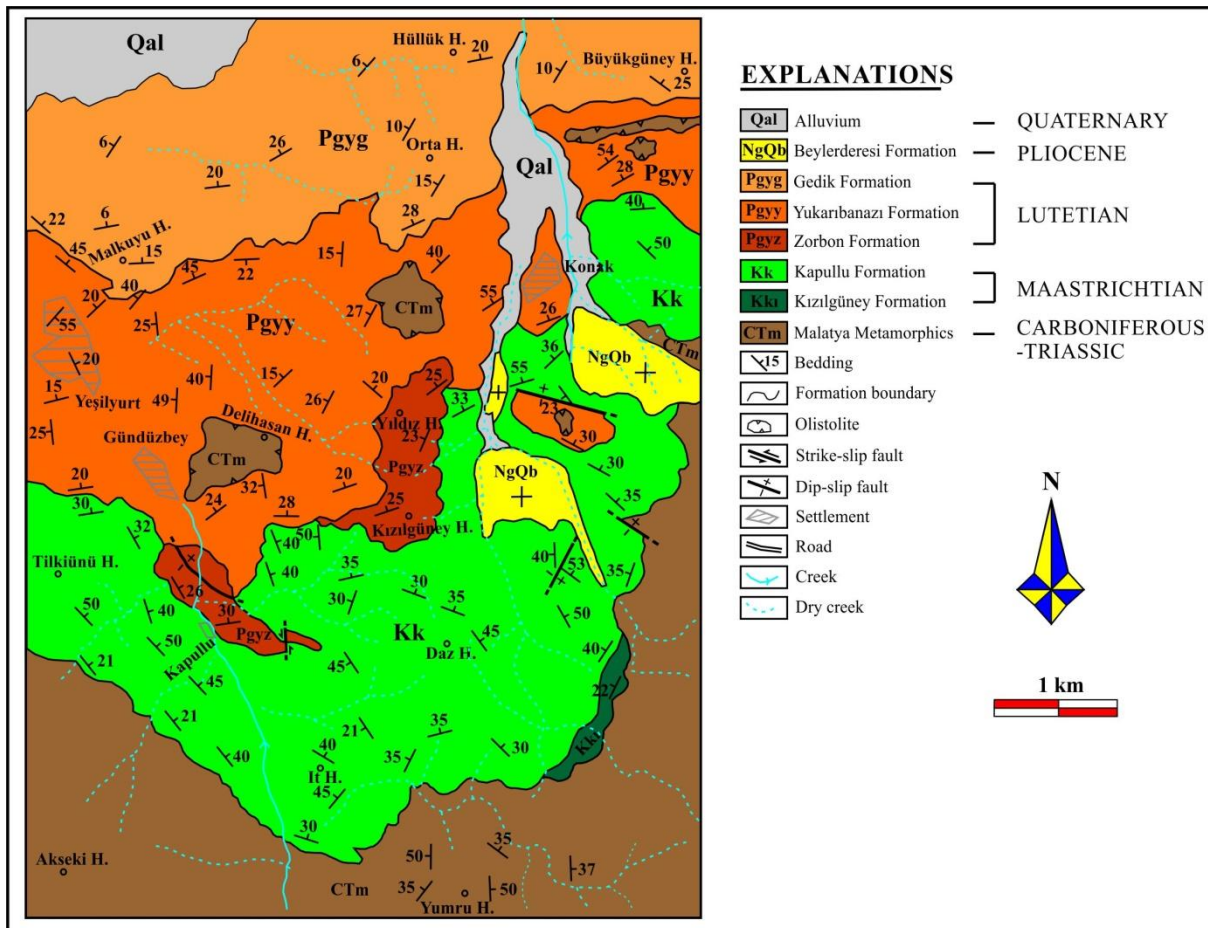 Qal
Hüllük H.
20
6
Büyükgüney H.
10
25
6
26
Pgyg
10
Orta H.
Qal
54
28
Pgyy
20
15
22
6
28
40
50
45
Malkuyu H.
15
15
40
Konak
45
22
Kk
20
40
CTm
55
26
55
25
Pgyy
27
36
NgQb
CTm
20
40
15
20
25
55
15
49
26
33
23
Yeşilyurt
Delihasan H.
Yıldız H.
30
25
Gündüzbey
23
CTm
Pgyz
NgQb
30
20
32
20
35
30
24
28
25
Kızılgüney H.
32
50
40
Tilkiünü H.
35
40
53
35
26
40
30
50
40
30
30
35
50
Pgyz
Kk
45
50
Daz H.
40
21
Kapullu
45
45
22
21
21
35
Kkı
40
40
35
30
It H.
45
30
35
50
Akseki H.
37
CTm
35
50
Yumru H.
EXPLANATIONS
Qal Alluvium QUATERNARY
NgQb Beylerderesi Formation PLIOCENE
Pgyg Gedik Formation
Pgyy Yukarıbanazı Formation LUTETIAN
Pgyz Zorbon Formation
Kk Kapullu Formation MAASTRICHTIAN
Kkı Kızılgüney Formation
CTm Malatya Metamorphics CARBONIFEROUS
-TRIASSIC
15 Bedding
Formation boundary
Olistolite
Strike-slip fault
Dip-slip fault
Settlement
Road
Creek
Dry creek
N
1 km